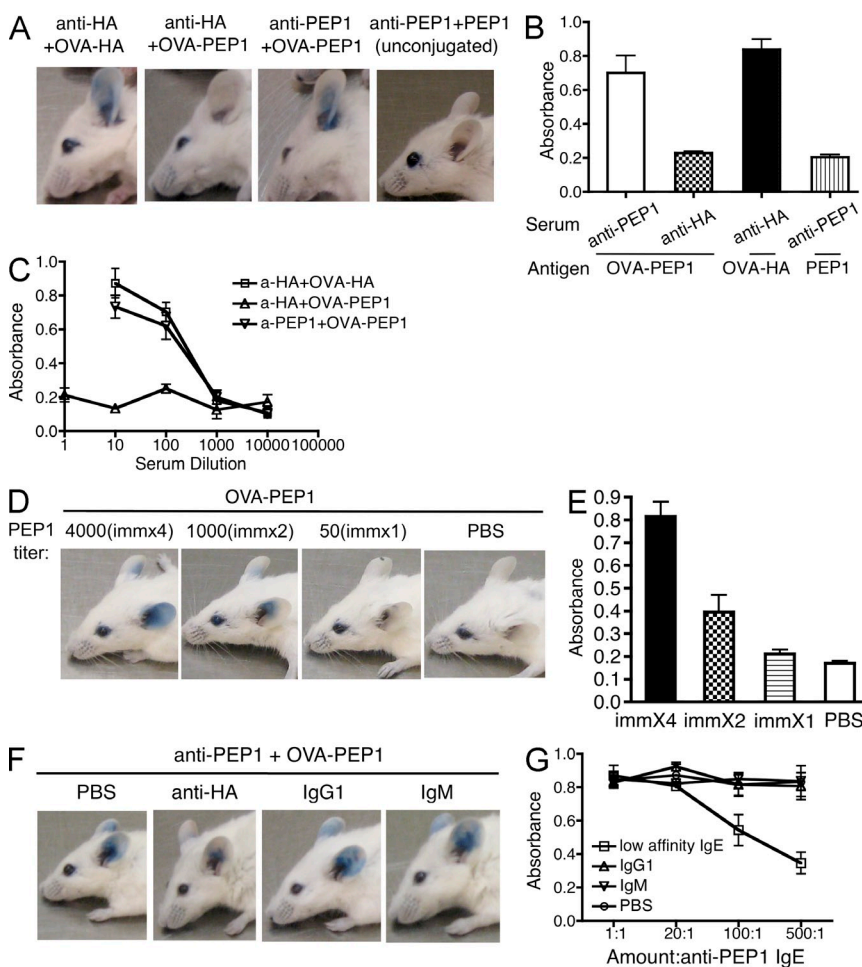 A
anti-HA
+OVA-HA
anti-HA
+OVA-PEP1
anti-PEP1
+OVA-PEP1
anti-PEP1+PEP1
(unconjugated)
B
Absorbance
0.8
0.6
0.4
0.2
0.0
Serum
anti-PEP1
anti-HA
anti-HA
anti-PEP1
Antigen
OVA-PEP1
OVA-HA
PEP1
C
Absorbance
1.0
0.8
0.6
0.4
0.2
0.0
a-HA+OVA-HA
a-HA+OVA-PEP1
a-PEP1+OVA-PEP1
1
10
100
1000
10000
100000
Serum Dilution
D
OVA-PEP1
PEP1
titer:
4000(immx4)
1000(immx2)
50(immx1)
PBS
E
Absorbance
0.9
0.8
0.7
0.6
0.5
0.4
0.3
0.2
0.1
0.0
immX4
immX2
immX1
PBS
F
anti-PEP1 + OVA-PEP1
PBS
anti-HA
IgG1
IgM
G
Absorbance
1.0
0.8
0.6
0.4
0.2
0.0
low affinity IgE
IgG1
IgM
PBS
1:1
20:1
100:1
500:1
Amount:anti-PEP1 IgE